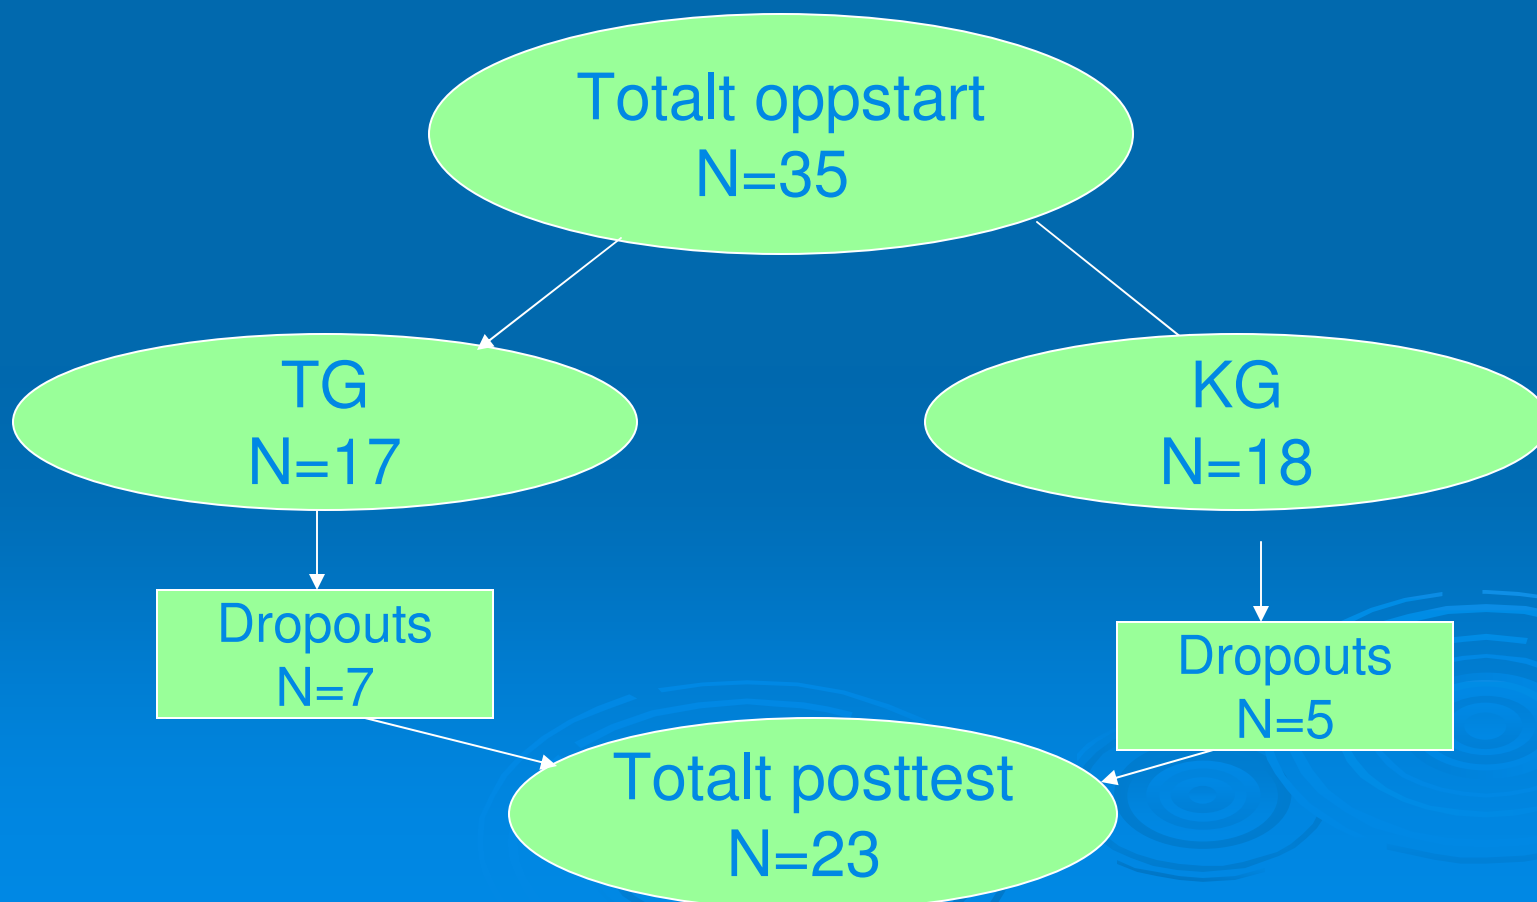 Totalt oppstart
N=35
TG
N=17
KG
N=18
Dropouts
N=7
Dropouts
N=5
Totalt posttest
N=23